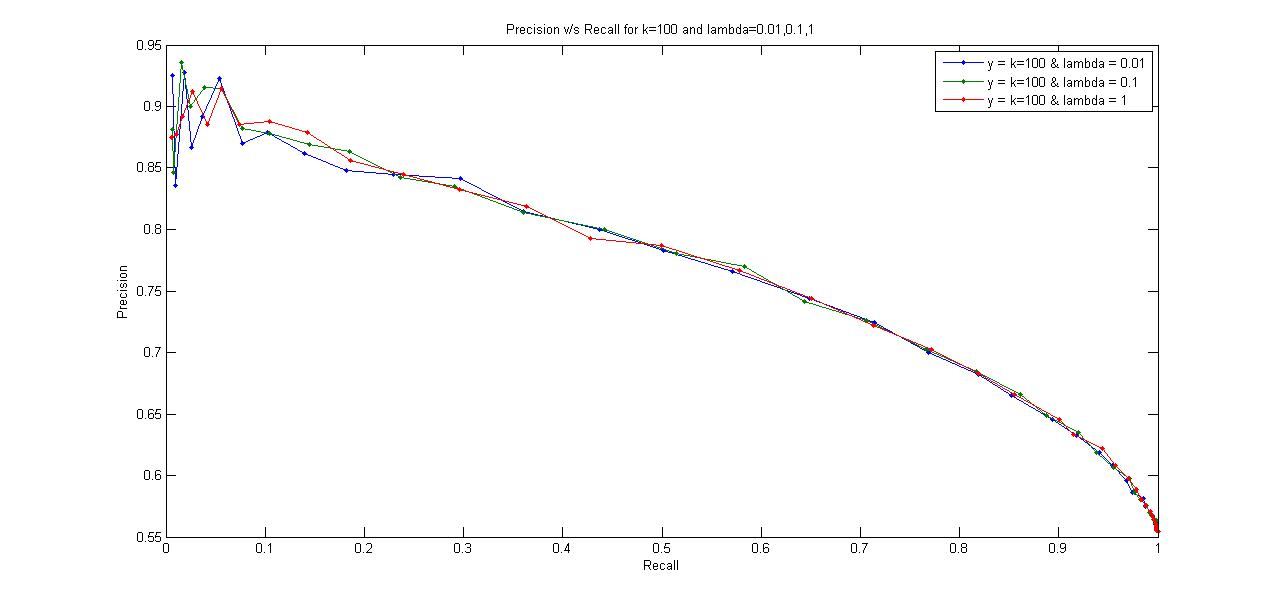 Precision v/s Recall for k=100 and lambda=0.01,0.1,1
y = k=100 & lambda = 0.01
y = k=100 & lambda = 0.1
y = k=100 & lambda = 1
0.95
0.9
0.85
0.8
0.75
0.7
0.65
0.6
0.55
Precision
0 0.1 0.2 0.3 0.4 0.5 0.6 0.7 0.8 0.9 1
Recall